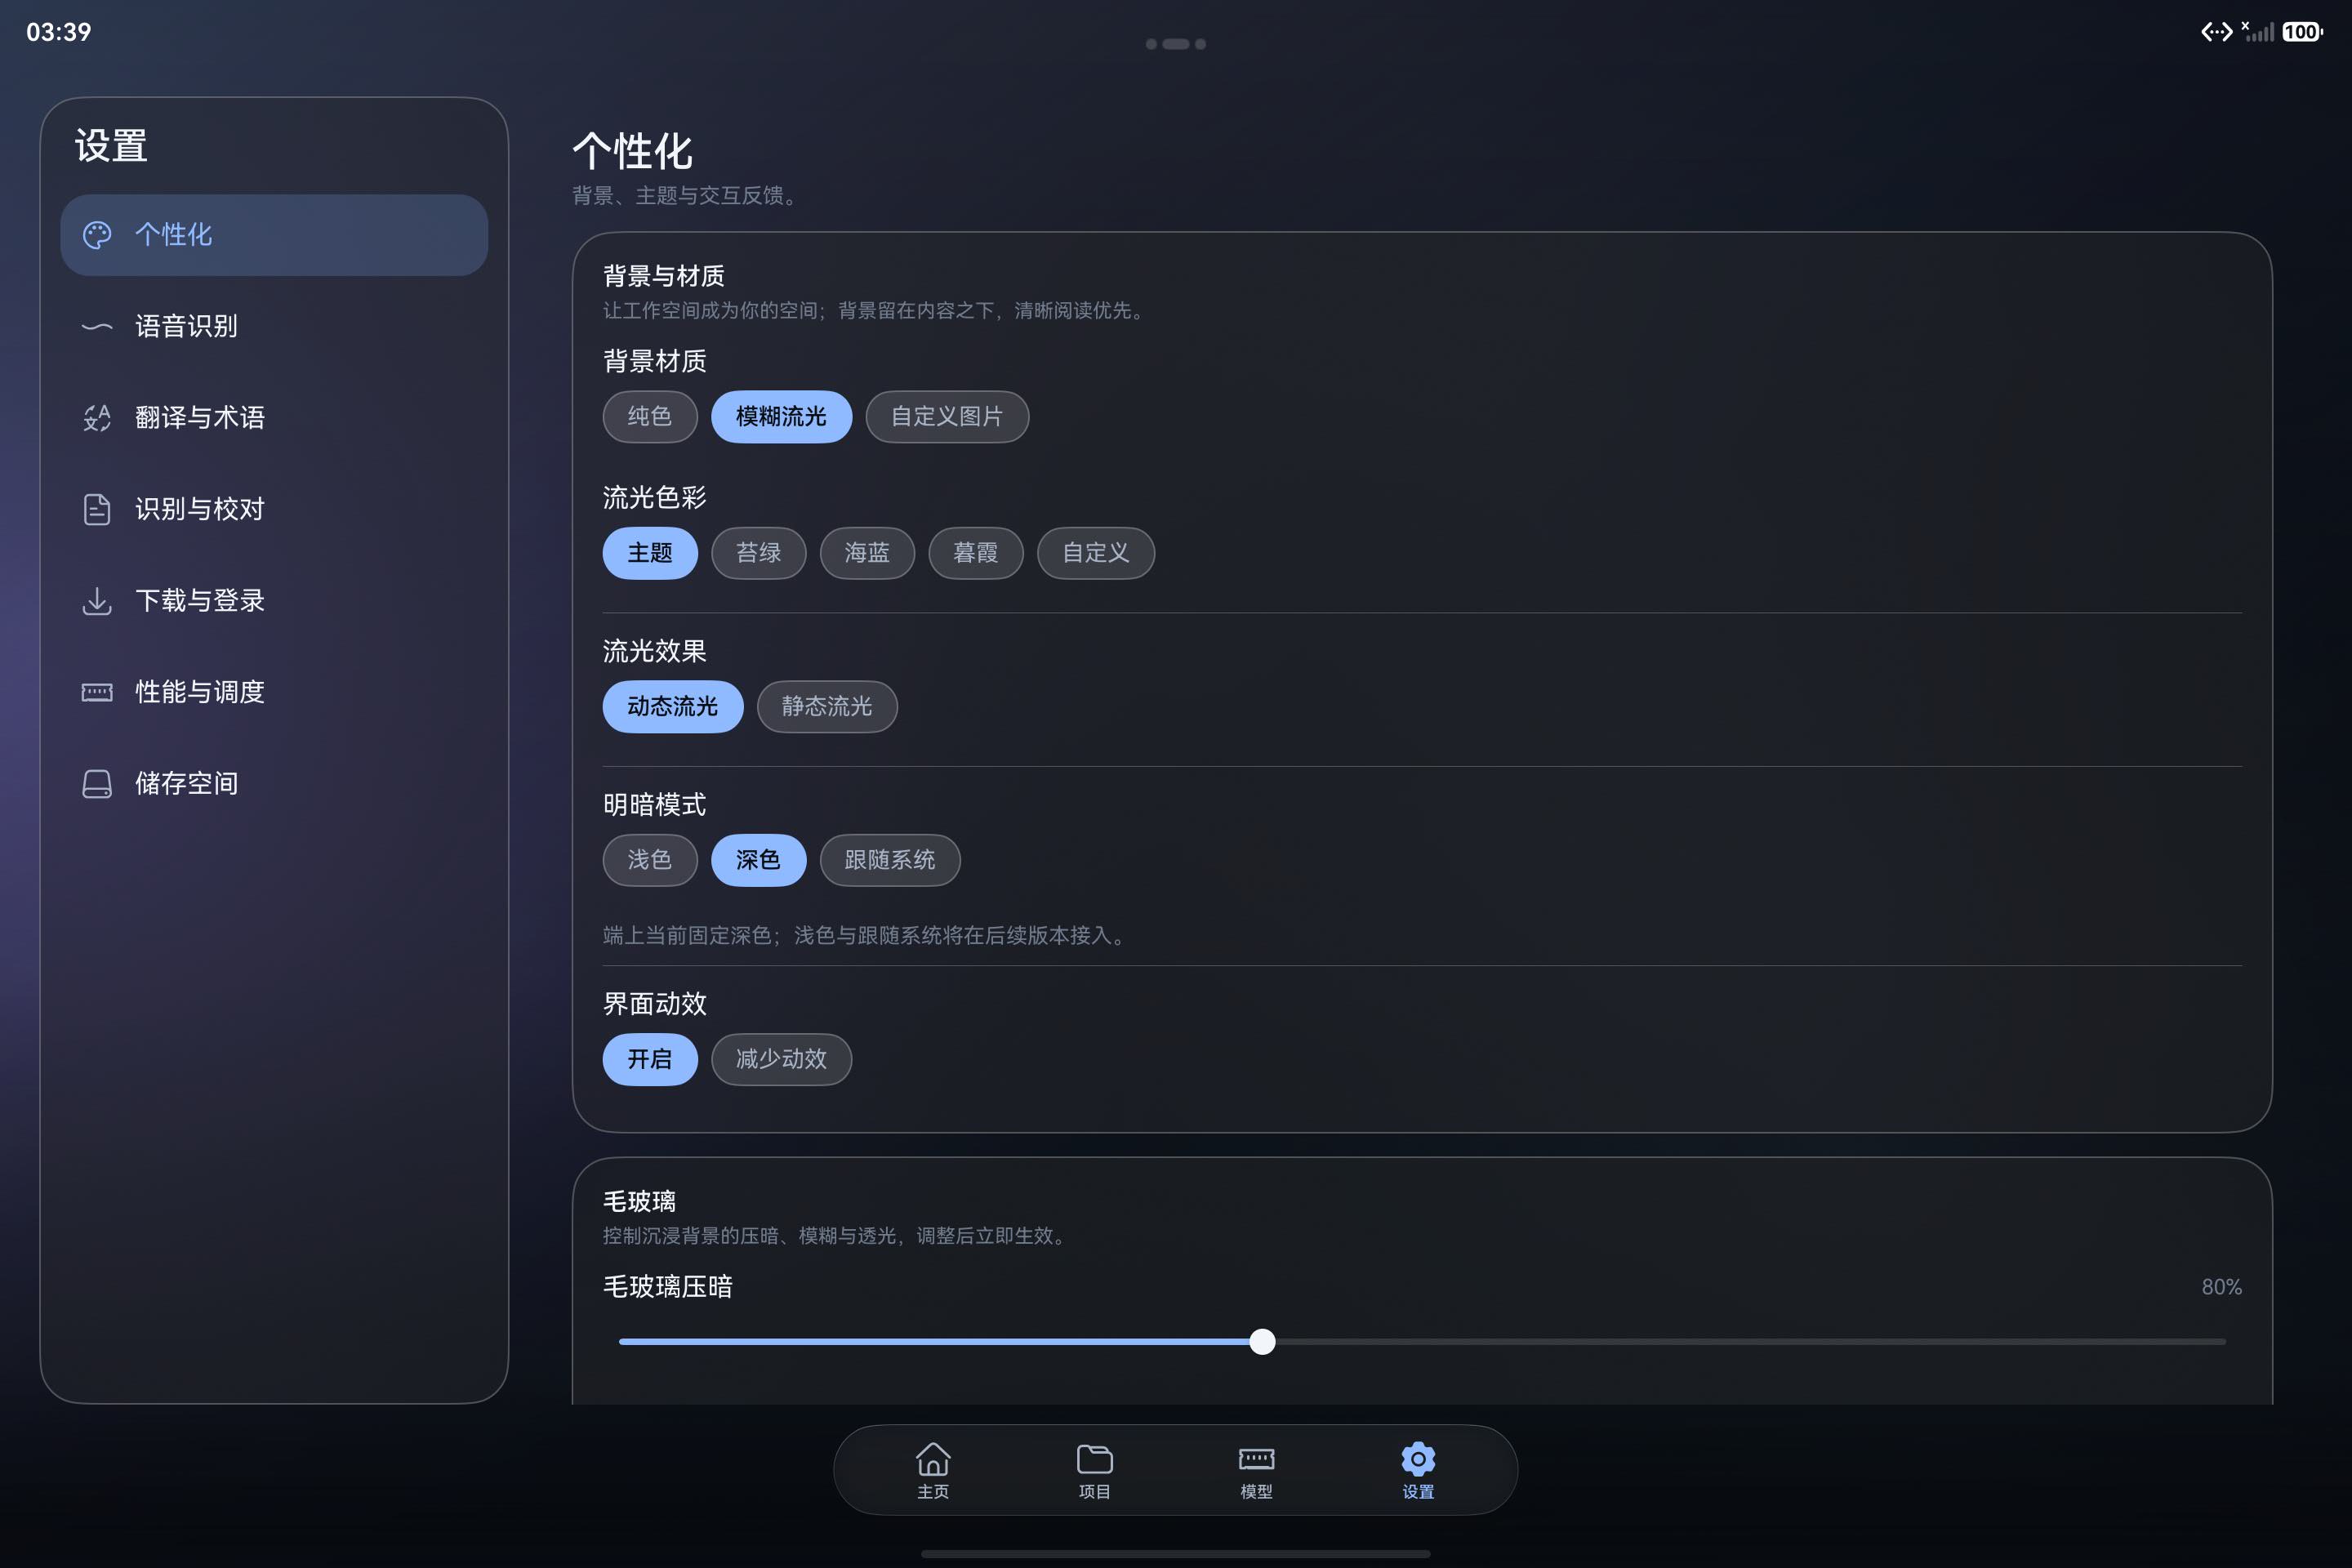 03:39
100
设置
个性化
语音识别
翻译与术语
识别与校对
下载与登录
性能与调度
储存空间
个性化
背景、主题与交互反馈。
背景与材质
让工作空间成为你的空间；背景留在内容之下，清晰阅读优先。
背景材质
纯色 模糊流光 自定义图片
流光色彩
主题 苔绿 海蓝 暮霞 自定义
流光效果
动态流光 静态流光
明暗模式
浅色 深色 跟随系统
端上当前固定深色；浅色与跟随系统将在后续版本接入。
界面动效
开启 减少动效
毛玻璃
控制沉浸背景的压暗、模糊与透光，调整后立即生效。
毛玻璃压暗 80%
主页 项目 模型 设置